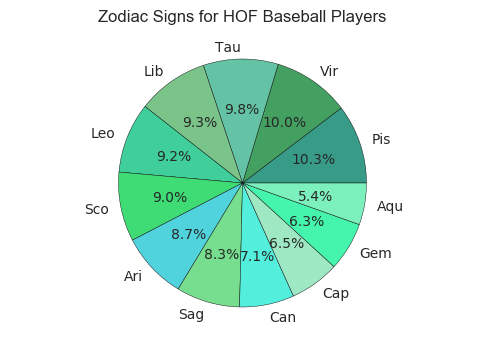 Zodiac Signs for HOF Baseball Players
Tau
Vir
Lib
9.8%
10.0%
9.3%
Leo
Pis
9.2%
10.3%
Sco
9.0%
5.4%
Aqu
6.3%
8.7%
6.5%
Gem
8.3%
7.1%
Ari
Cap
Sag
Can